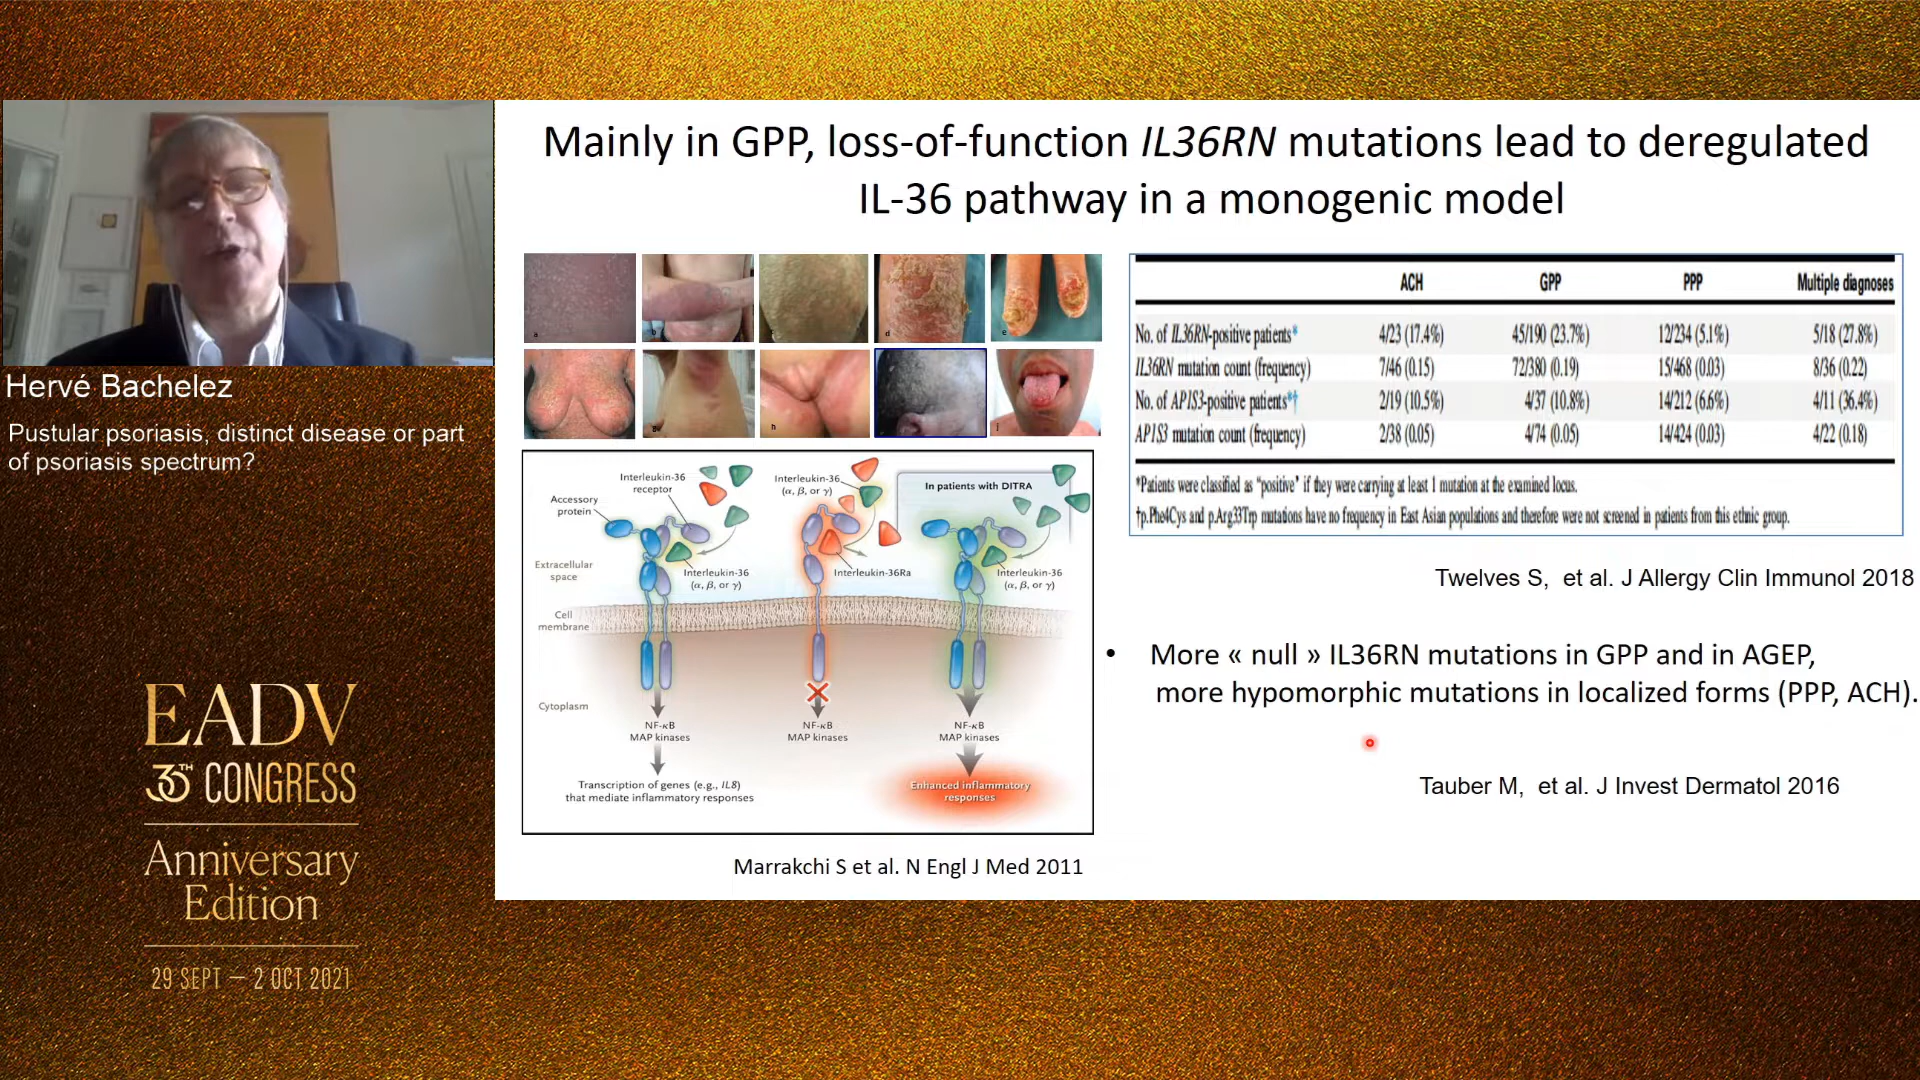 Mainly in GPP, loss-of-function IL36RN mutations lead to deregulated
IL-36 pathway in a monogenic model
Hervé Bachelez
Pustular psoriasis, distinct disease or part
of psoriasis spectrum?
EADV
30TH CONGRESS
Anniversary
Edition
29 SEPT — 2 OCT 2021
a
d
e
h
Interleukin-36
receptor
Accessory
protein
Interleukin-36
(α, β, or γ)
Extracellular
space
Cell
membrane
Cytoplasm
NF-κB
MAP kinases
Transcription of genes (e.g., IL8)
that mediate inflammatory responses
Interleukin-36
(α, β, or γ)
Interleukin-36Ra
NF-κB
MAP kinases
In patients with DITRA
Interleukin-36
(α, β, or γ)
NF-κB
MAP kinases
Enhanced inflammatory
responses
Marrakchi S et al. N Engl J Med 2011
ACH GPP PPP Multiple diagnoses
No. of IL36RN-positive patients* 4/23 (17.4%) 45/190 (23.7%) 12/234 (5.1%) 5/18 (27.8%)
IL36RN mutation count (frequency) 7/46 (0.15) 72/380 (0.19) 15/468 (0.03) 8/36 (0.22)
No. of AP1S3-positive patients*† 2/19 (10.5%) 4/37 (10.8%) 14/212 (6.6%) 4/11 (36.4%)
AP1S3 mutation count (frequency) 2/38 (0.05) 4/74 (0.05) 14/424 (0.03) 4/22 (0.18)
*Patients were classified as "positive" if they were carrying at least 1 mutation at the examined locus.
†p.Phe4Cys and p.Arg33Trp mutations have no frequency in East Asian populations and therefore were not screened in patients from this ethnic group.
Twelves S, et al. J Allergy Clin Immunol 2018
• More « null » IL36RN mutations in GPP and in AGEP,
more hypomorphic mutations in localized forms (PPP, ACH).
Tauber M, et al. J Invest Dermatol 2016